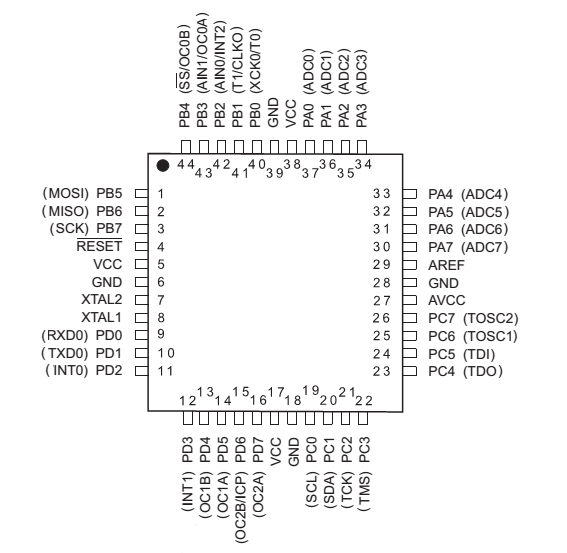 PB4 (SS/OC0B)
PB3 (AIN1/OC0A)
PB2 (AIN0/INT2)
PB1 (T1/CLKO)
PB0 (XCK0/T0)
GND
VCC
PA0 (ADC0)
PA1 (ADC1)
PA2 (ADC2)
PA3 (ADC3)
44
43
42
41
40
39
38
37
36
35
34
(MOSI) PB5 1
(MISO) PB6 2
(SCK) PB7 3
RESET 4
VCC 5
GND 6
XTAL2 7
XTAL1 8
(RXD0) PD0 9
(TXD0) PD1 10
(INT0) PD2 11
33 PA4 (ADC4)
32 PA5 (ADC5)
31 PA6 (ADC6)
30 PA7 (ADC7)
29 AREF
28 GND
27 AVCC
26 PC7 (TOSC2)
25 PC6 (TOSC1)
24 PC5 (TDI)
23 PC4 (TDO)
12
13
14
15
16
17
18
19
20
21
22
(INT1) PD3
(OC1B) PD4
(OC1A) PD5
(OC2B/ICP) PD6
(OC2A) PD7
VCC
GND
(SCL) PC0
(SDA) PC1
(TCK) PC2
(TMS) PC3